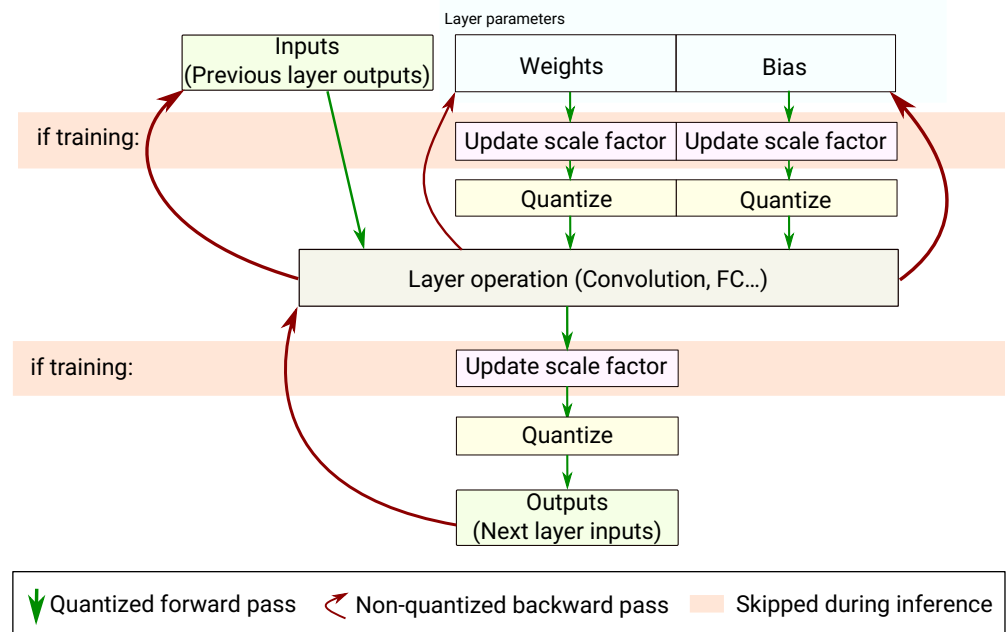 Layer parameters
Inputs
(Previous layer outputs)
Weights
Bias
if training:
Update scale factor
Update scale factor
Quantize
Quantize
Layer operation (Convolution, FC…)
if training:
Update scale factor
Quantize
Outputs
(Next layer inputs)
Quantized forward pass
Non-quantized backward pass
Skipped during inference